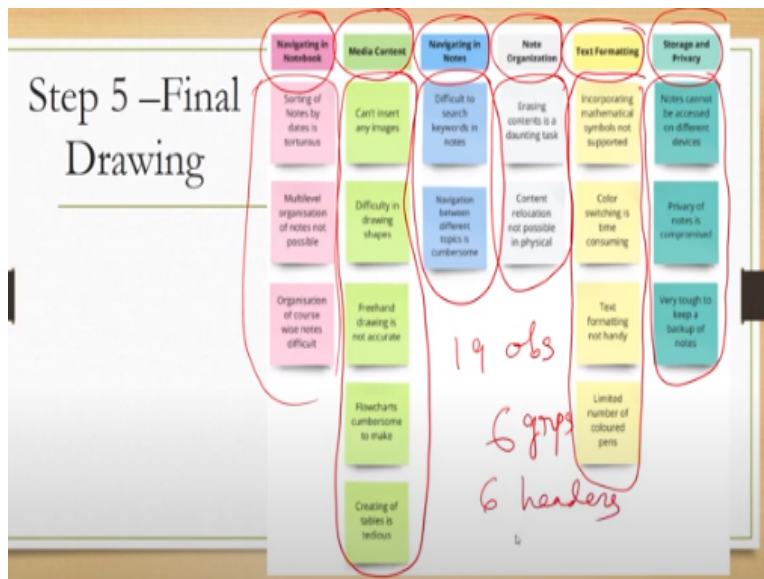 Step 5 –Final
Drawing
Navigating in
Notebook
Sorting of
Notes by
dates is
torturous
Multilevel
organisation
of notes not
possible
Organisation
of course
wise notes
difficult
Media Content
Can't insert
any images
Difficulty in
drawing
shapes
Freehand
drawing is
not accurate
Flowcharts
cumbersome
to make
Creating of
tables is
tedious
Navigating in
Notes
Difficult to
search
keywords in
notes
Navigation
between
different
topics is
cumbersome
Note
Organization
Erasing
contents is a
daunting task
Content
relocation
not possible
in physical
Text Formatting
Incorporating
mathematical
symbols not
supported
Color
switching is
time
consuming
Text
formatting
not handy
Limited
number of
coloured
pens
Storage and
Privacy
Notes cannot
be accessed
on different
devices
Privacy of
notes is
compromised
Very tough to
keep a
backup of
notes
19 obs
6 grps
6 headers